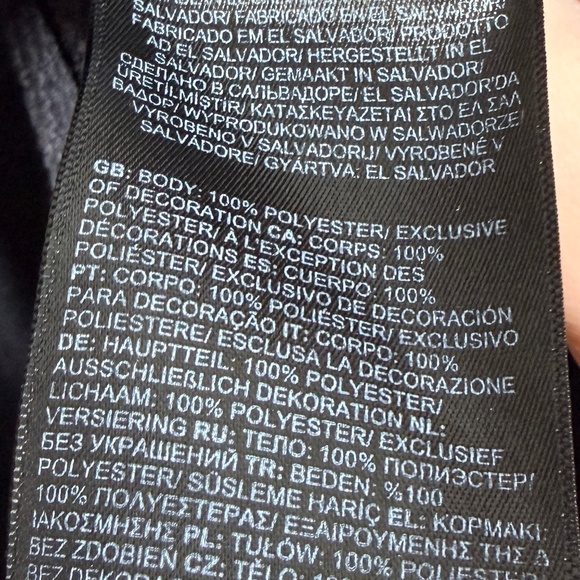 SALVADOR/ FABRICADO EN EL SALVADOR/
FABRICADO EM EL SALVADOR/ PRODOTTO
AD EL SALVADOR/ HERGESTELLT IN EL
SALVADOR/ GEMAAKT IN SALVADOR/
СДЕЛАНО В САЛЬВАДОРЕ/ EL SALVADOR'DA
ÜRETILMIŞTIR/ ΚΑΤΑΣΚΕΥΑΖΕΤΑΙ ΣΤΟ ΕΛ ΣΑΛ
ΒΑΔΟΡ/ WYPRODUKOWANO W SALWADORZE/
VYROBENO V SALVADORU/ VYROBENÉ V
SALVÁDORE/ GYÁRTVA: EL SALVADOR
GB: BODY: 100% POLYESTER/ EXCLUSIVE
OF DECORATION CA: CORPS: 100%
POLYESTER/ À L'EXCEPTION DES
DÉCORATIONS ES: CUERPO: 100%
POLIÉSTER/ EXCLUSIVO DE DECORACIÓN
PT: CORPO: 100% POLIÉSTER/ EXCLUSIVO
PARA DECORAÇÃO IT: CORPO: 100%
POLIESTERE/ ESCLUSA LA DECORAZIONE
DE: HAUPTTEIL: 100% POLYESTER/
AUSSCHLIEßLICH DEKORATION NL:
LICHAAM: 100% POLYESTER/ EXCLUSIEF
VERSIERING RU: ТЕЛО: 100% ПОЛИЭСТЕР/
БЕЗ УКРАШЕНИЙ TR: BEDEN: %100
POLYESTER/ SÜSLEME HARİÇ EL: ΚΟΡΜΑΚΙ:
100% ΠΟΛΥΕΣΤΕΡΑΣ/ ΕΞΑΙΡΟΥΜΕΝΗΣ ΤΗΣ Δ
ΙΑΚΟΣΜΗΣΗΣ PL: TUŁÓW: 100% POLIESTER/
BEZ ZDOBIEŃ CZ: TĚLO: 100%